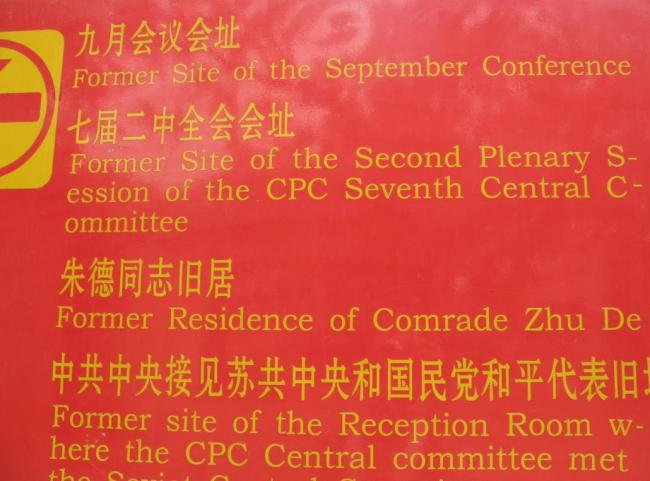 九月会议会址
Former Site of the September Conference
七届二中全会会址
Former Site of the Second Plenary S-
ession of the CPC Seventh Central C-
ommittee
朱德同志旧居
Former Residence of Comrade Zhu De
中共中央接见苏共中央和国民党和平代表旧址
Former site of the Reception Room w-
here the CPC Central committee met
the Soviet Central